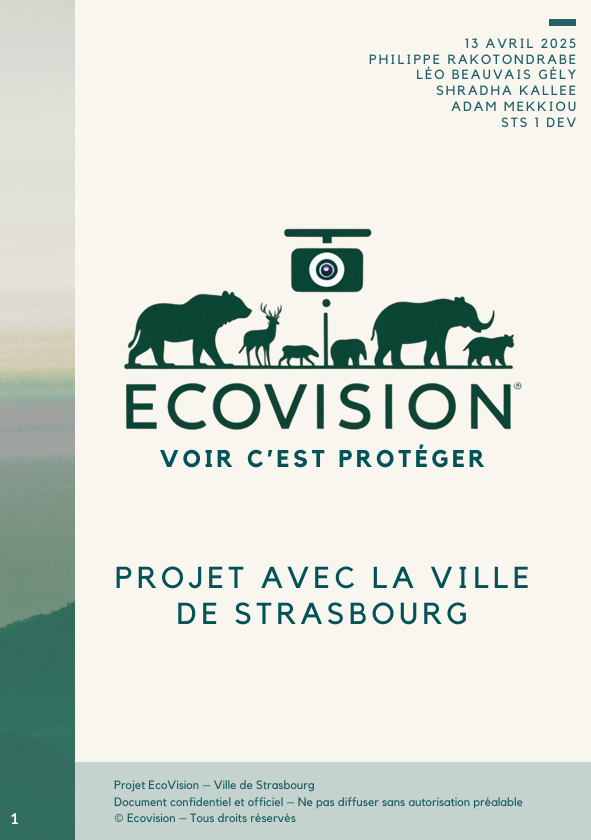 13 AVRIL 2025
PHILIPPE RAKOTONDRABE
LÉO BEAUVAIS GÉLY
SHRADHA KALLEE
ADAM MEKKIOU
STS 1 DEV
ECOVISION®
VOIR C'EST PROTÉGER
PROJET AVEC LA VILLE
DE STRASBOURG
Projet EcoVision – Ville de Strasbourg
Document confidentiel et officiel – Ne pas diffuser sans autorisation préalable
© Ecovision – Tous droits réservés
1